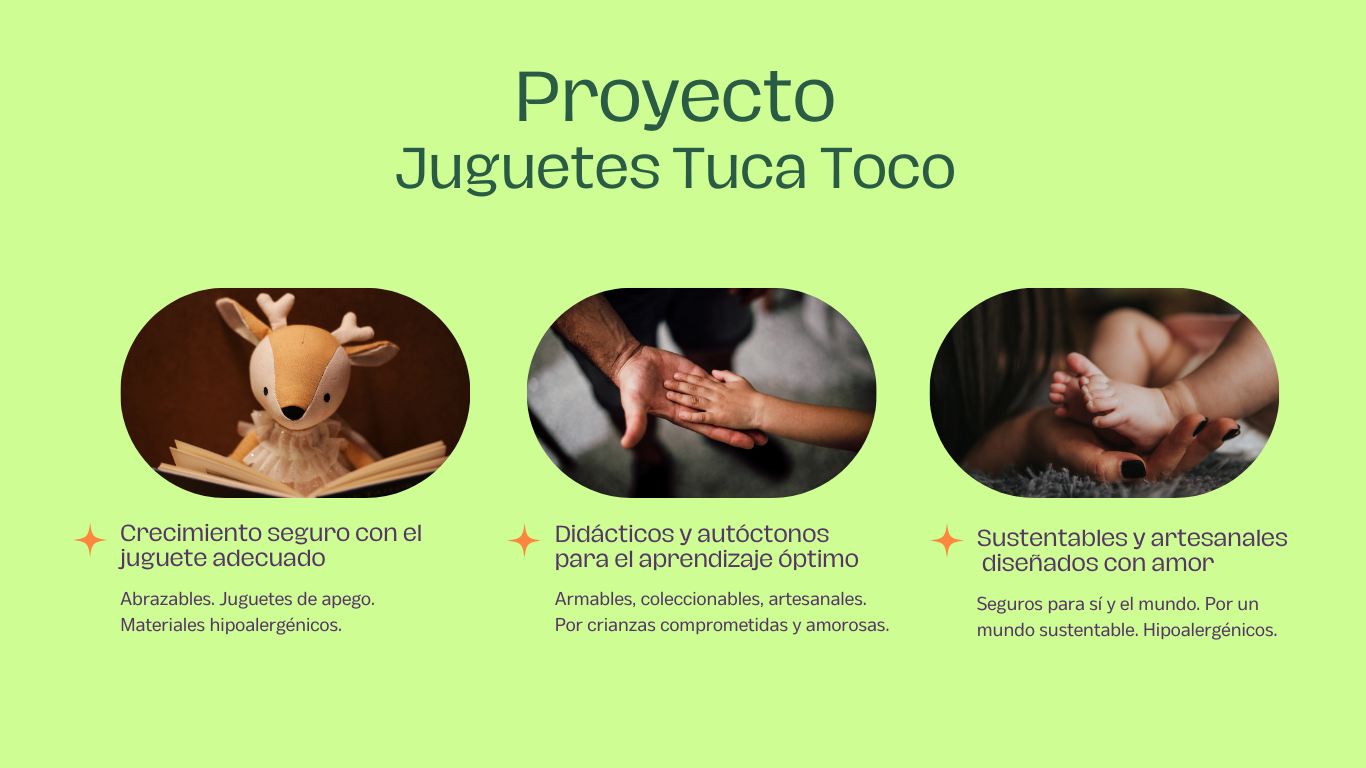 Proyecto
Juguetes Tuca Toco
Crecimiento seguro con el
juguete adecuado
Abrazables. Juguetes de apego.
Materiales hipoalergénicos.
Didácticos y autóctonos
para el aprendizaje óptimo
Armables, coleccionables, artesanales.
Por crianzas comprometidas y amorosas.
Sustentables y artesanales
diseñados con amor
Seguros para sí y el mundo. Por un
mundo sustentable. Hipoalergénicos.